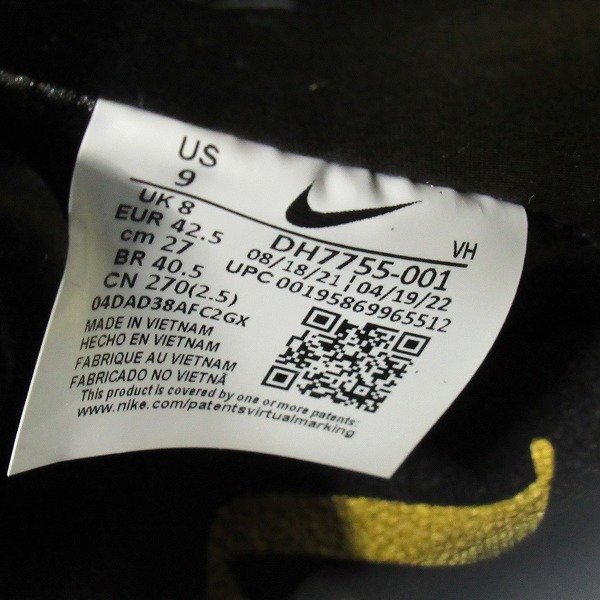 US
9
UK 8
EUR 42.5
cm 27
BR 40.5
CN 270(2.5)
04DAD38AFC2GX
MADE IN VIETNAM
HECHO EN VIETNAM
FABRIQUE AU VIETNAM
FABRICADO NO VIETNÃ
This product is covered by one or more patents:
www.nike.com/patentsvirtualmarking
VH
DH7755-001
08/18/21 | 04/19/22
UPC 00195869965512